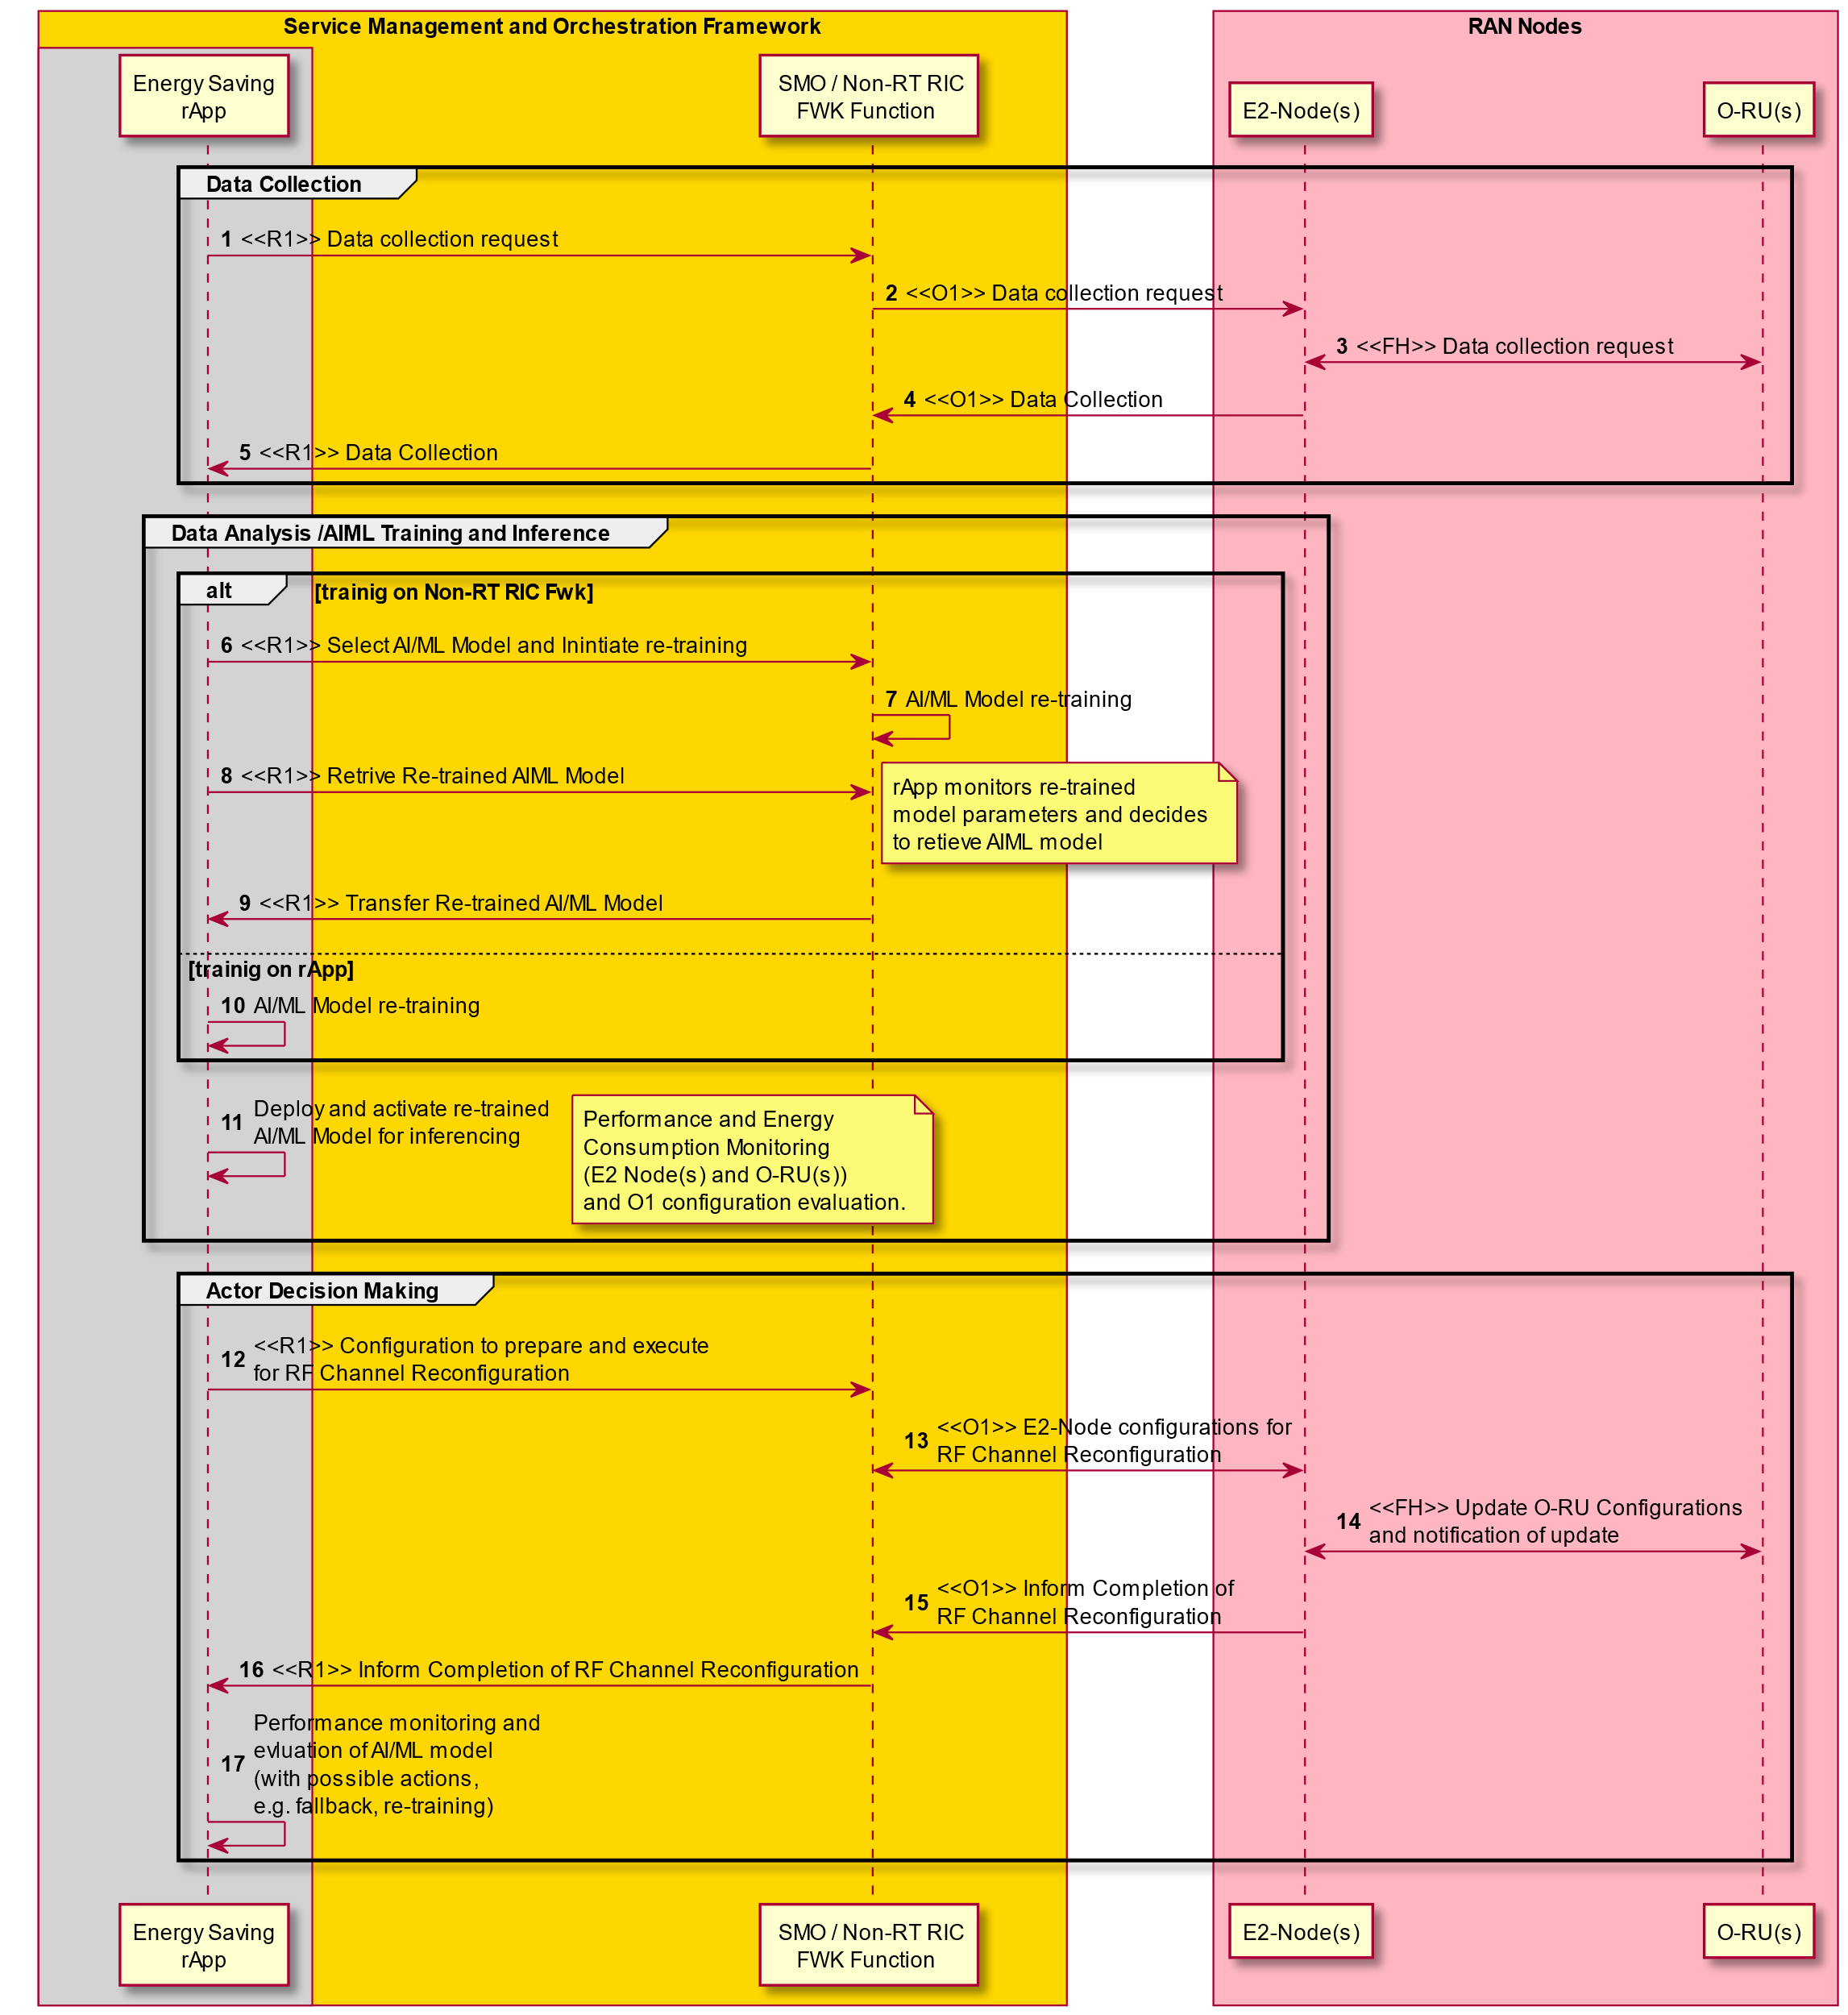 Service Management and Orchestration Framework
RAN Nodes
Energy Saving
rApp
SMO / Non-RT RIC
FWK Function
E2-Node(s)
O-RU(s)
Data Collection
1 <<R1>> Data collection request
2 <<O1>> Data collection request
3 <<FH>> Data collection request
4 <<O1>> Data Collection
5 <<R1>> Data Collection
Data Analysis /AIML Training and Inference
alt [trainig on Non-RT RIC Fwk]
6 <<R1>> Select AI/ML Model and Inintiate re-training
7 AI/ML Model re-training
8 <<R1>> Retrive Re-trained AIML Model
rApp monitors re-trained
model parameters and decides
to retieve AIML model
9 <<R1>> Transfer Re-trained AI/ML Model
[trainig on rApp]
10 AI/ML Model re-training
11 Deploy and activate re-trained
AI/ML Model for inferencing
Performance and Energy
Consumption Monitoring
(E2 Node(s) and O-RU(s))
and O1 configuration evaluation.
Actor Decision Making
12 <<R1>> Configuration to prepare and execute
for RF Channel Reconfiguration
13 <<O1>> E2-Node configurations for
RF Channel Reconfiguration
14 <<FH>> Update O-RU Configurations
and notification of update
15 <<O1>> Inform Completion of
RF Channel Reconfiguration
16 <<R1>> Inform Completion of RF Channel Reconfiguration
17 Performance monitoring and
evluation of AI/ML model
(with possible actions,
e.g. fallback, re-training)
Energy Saving
rApp
SMO / Non-RT RIC
FWK Function
E2-Node(s)
O-RU(s)